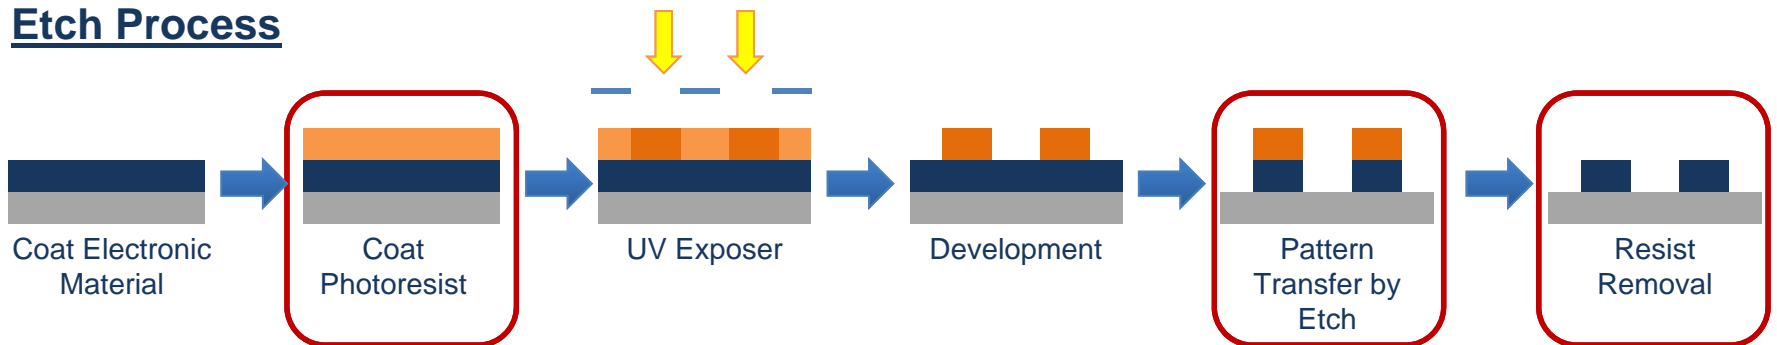 Etch Process
Coat Electronic
Material
Coat
Photoresist
UV Exposer
Development
Pattern
Transfer by
Etch
Resist
Removal